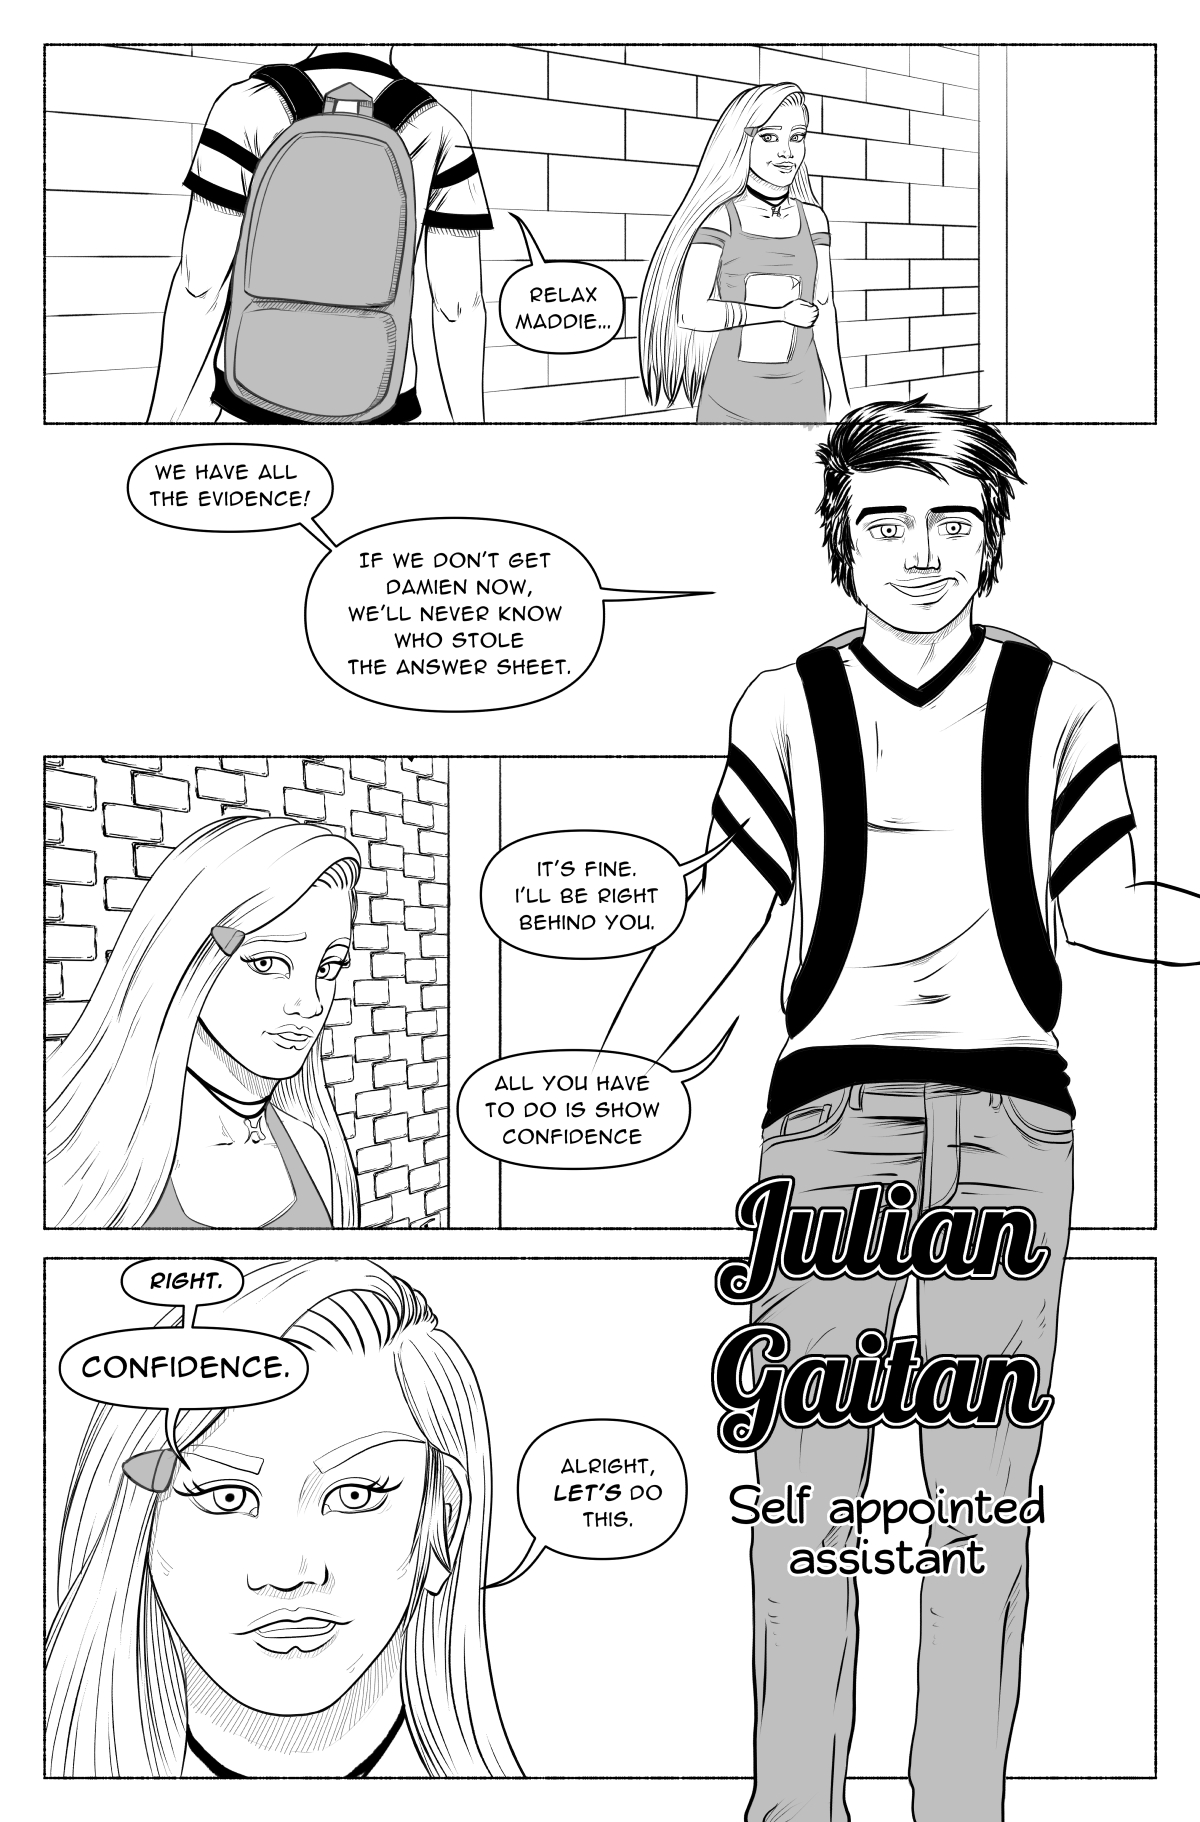 RELAX
MADDIE...
WE HAVE ALL
THE EVIDENCE!
IF WE DON'T GET
DAMIEN NOW,
WE'LL NEVER KNOW
WHO STOLE
THE ANSWER SHEET.
IT'S FINE.
I'LL BE RIGHT
BEHIND YOU.
ALL YOU HAVE
TO DO IS SHOW
CONFIDENCE
Julian
Gaitan
Self appointed
assistant
RIGHT.
CONFIDENCE.
ALRIGHT,
LET'S DO
THIS.